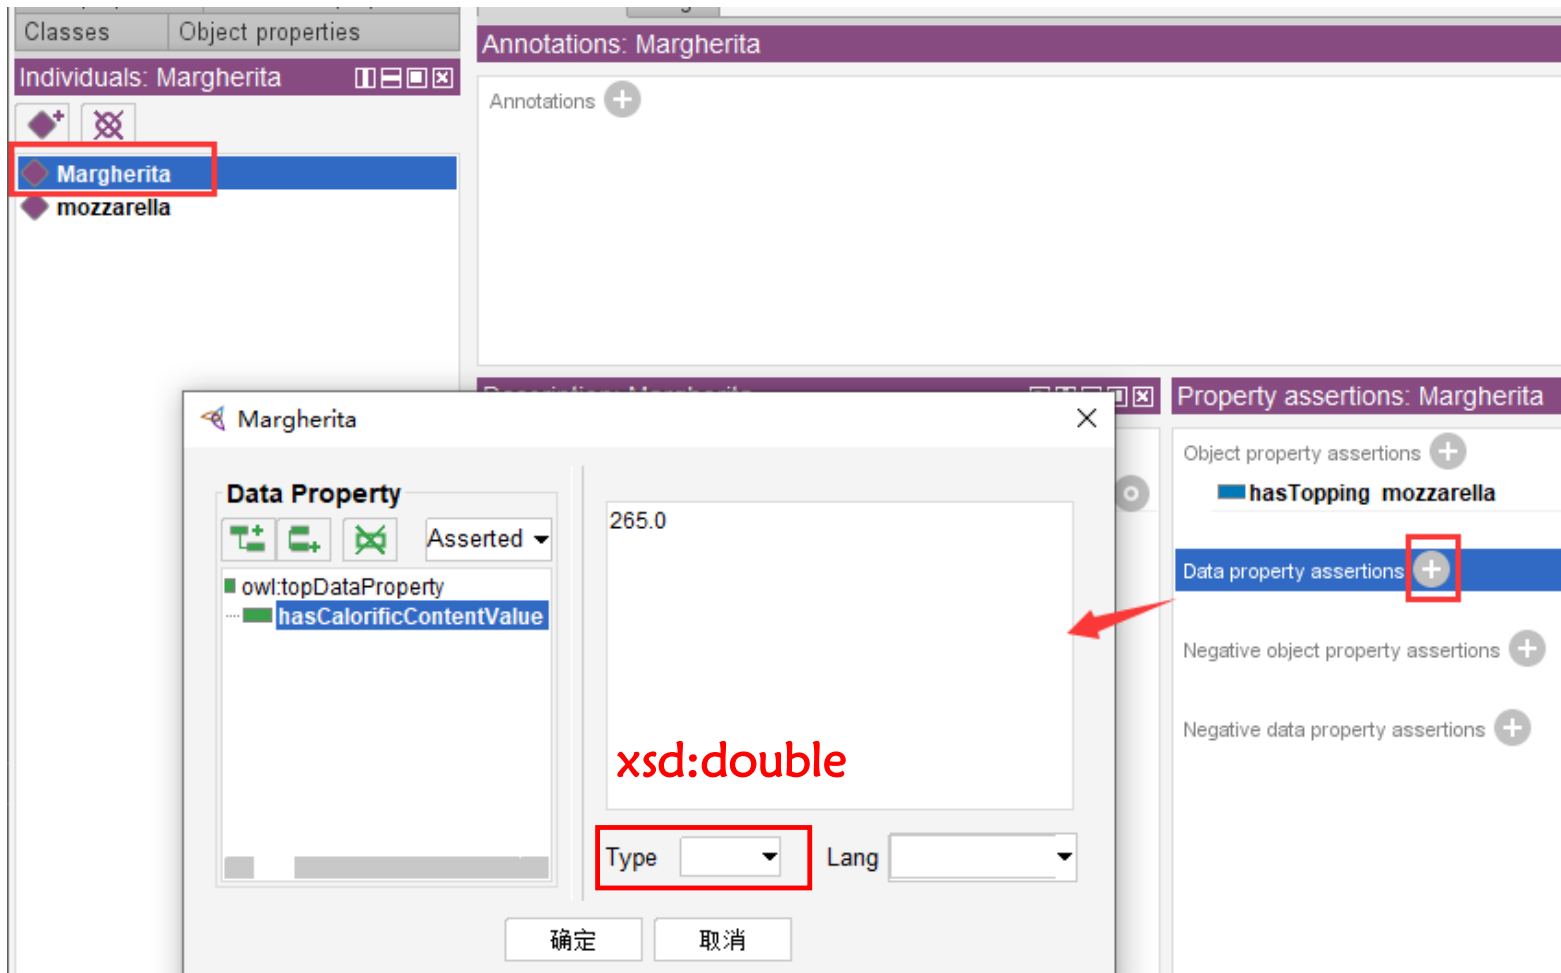 Classes
Object properties
Annotations: Margherita
Individuals: Margherita
Annotations
Margherita
mozzarella
Property assertions: Margherita
Margherita
Object property assertions
hasTopping mozzarella
Data Property
Asserted
265.0
Data property assertions
owl:topDataProperty
hasCalorificContentValue
Negative object property assertions
Negative data property assertions
xsd:double
Type
Lang
确定
取消